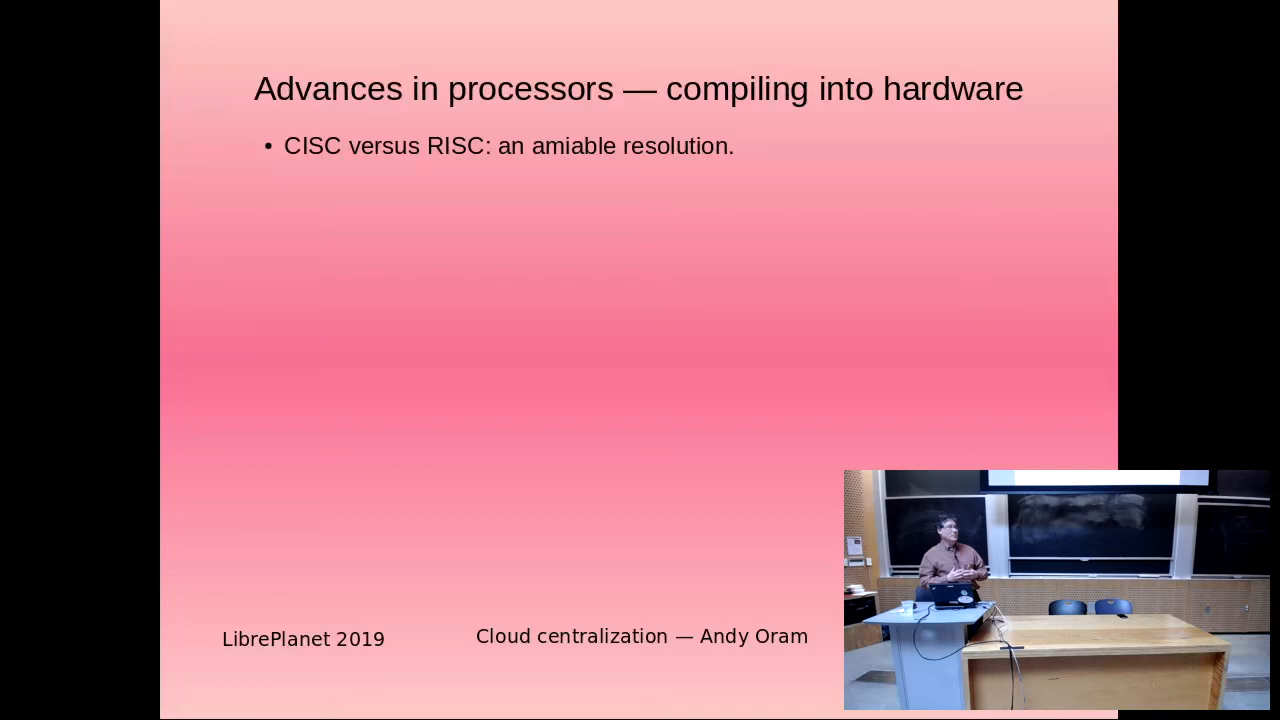 Advances in processors — compiling into hardware
• CISC versus RISC: an amiable resolution.
LibrePlanet 2019
Cloud centralization — Andy Oram